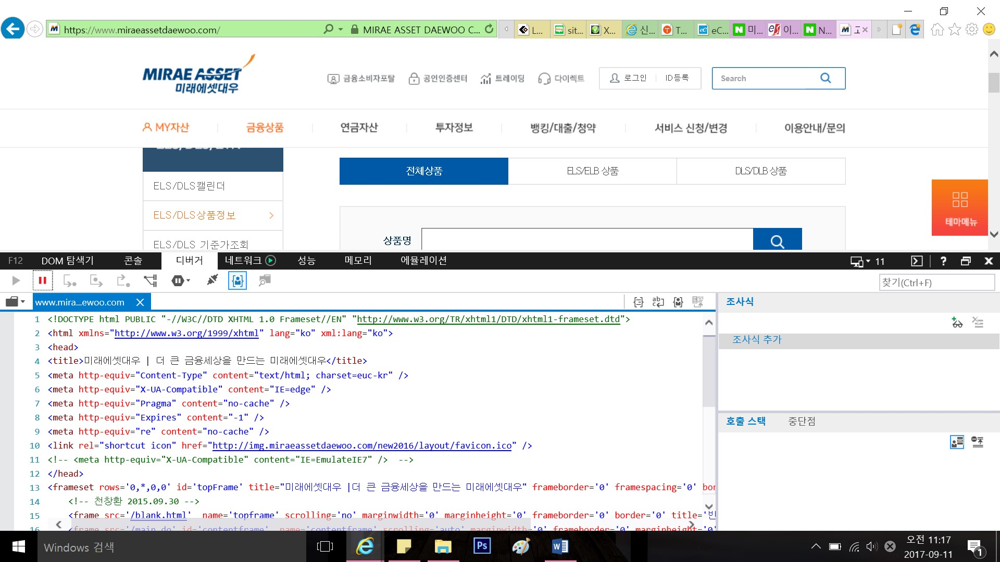 https://www.miraeassetdaewoo.com/
MIRAE ASSET DAEWOO C...
L...
sit...
X...
신...
T...
eC...
미...
이...
N...
MIRAE ASSET
미래에셋대우
금융소비자포탈
공인인증센터
트레이딩
다이렉트
로그인
ID등록
Search
MY자산
금융상품
연금자산
투자정보
뱅킹/대출/청약
서비스 신청/변경
이용안내/문의
ELS/DLS캘린더
ELS/DLS상품정보
ELS/DLS 기준가조회
전체상품
ELS/ELB 상품
DLS/DLB 상품
상품명
테마메뉴
F12
DOM 탐색기
콘솔
디버거
네트워크
성능
메모리
에뮬레이션
11
찾기(Ctrl+F)
www.mira...ewoo.com
조사식
조사식 추가
호출 스택
중단점
1 <!DOCTYPE html PUBLIC "-//W3C//DTD XHTML 1.0 Frameset//EN" "http://www.w3.org/TR/xhtml1/DTD/xhtml1-frameset.dtd">
2 <html xmlns="http://www.w3.org/1999/xhtml" lang="ko" xml:lang="ko">
3 <head>
4 <title>미래에셋대우 | 더 큰 금융세상을 만드는 미래에셋대우</title>
5 <meta http-equiv="Content-Type" content="text/html; charset=euc-kr" />
6 <meta http-equiv="X-UA-Compatible" content="IE=edge" />
7 <meta http-equiv="Pragma" content="no-cache" />
8 <meta http-equiv="Expires" content="-1" />
9 <meta http-equiv="re" content="no-cache" />
10 <link rel="shortcut icon" href="http://img.miraeassetdaewoo.com/new2016/layout/favicon.ico" />
11 <!-- <meta http-equiv="X-UA-Compatible" content="IE=EmulateIE7" />  -->
12 </head>
13 <frameset rows='0,*,0,0' id='topFrame' title="미래에셋대우 |더 큰 금융세상을 만드는 미래에셋대우" frameborder='0' framespacing='0' bor
14 <!-- 천창환 2015.09.30 -->
15 <frame src='/blank.html'  name='topframe' scrolling='no' marginwidth='0' marginheight='0' frameborder='0' border='0' title='빈
16 <frame src='/main.do' id='contentframe'  name='contentframe' scrolling='auto' marginwidth='0' frameborder='0' marginheight='0'
Windows 검색
오전 11:17
2017-09-11
1